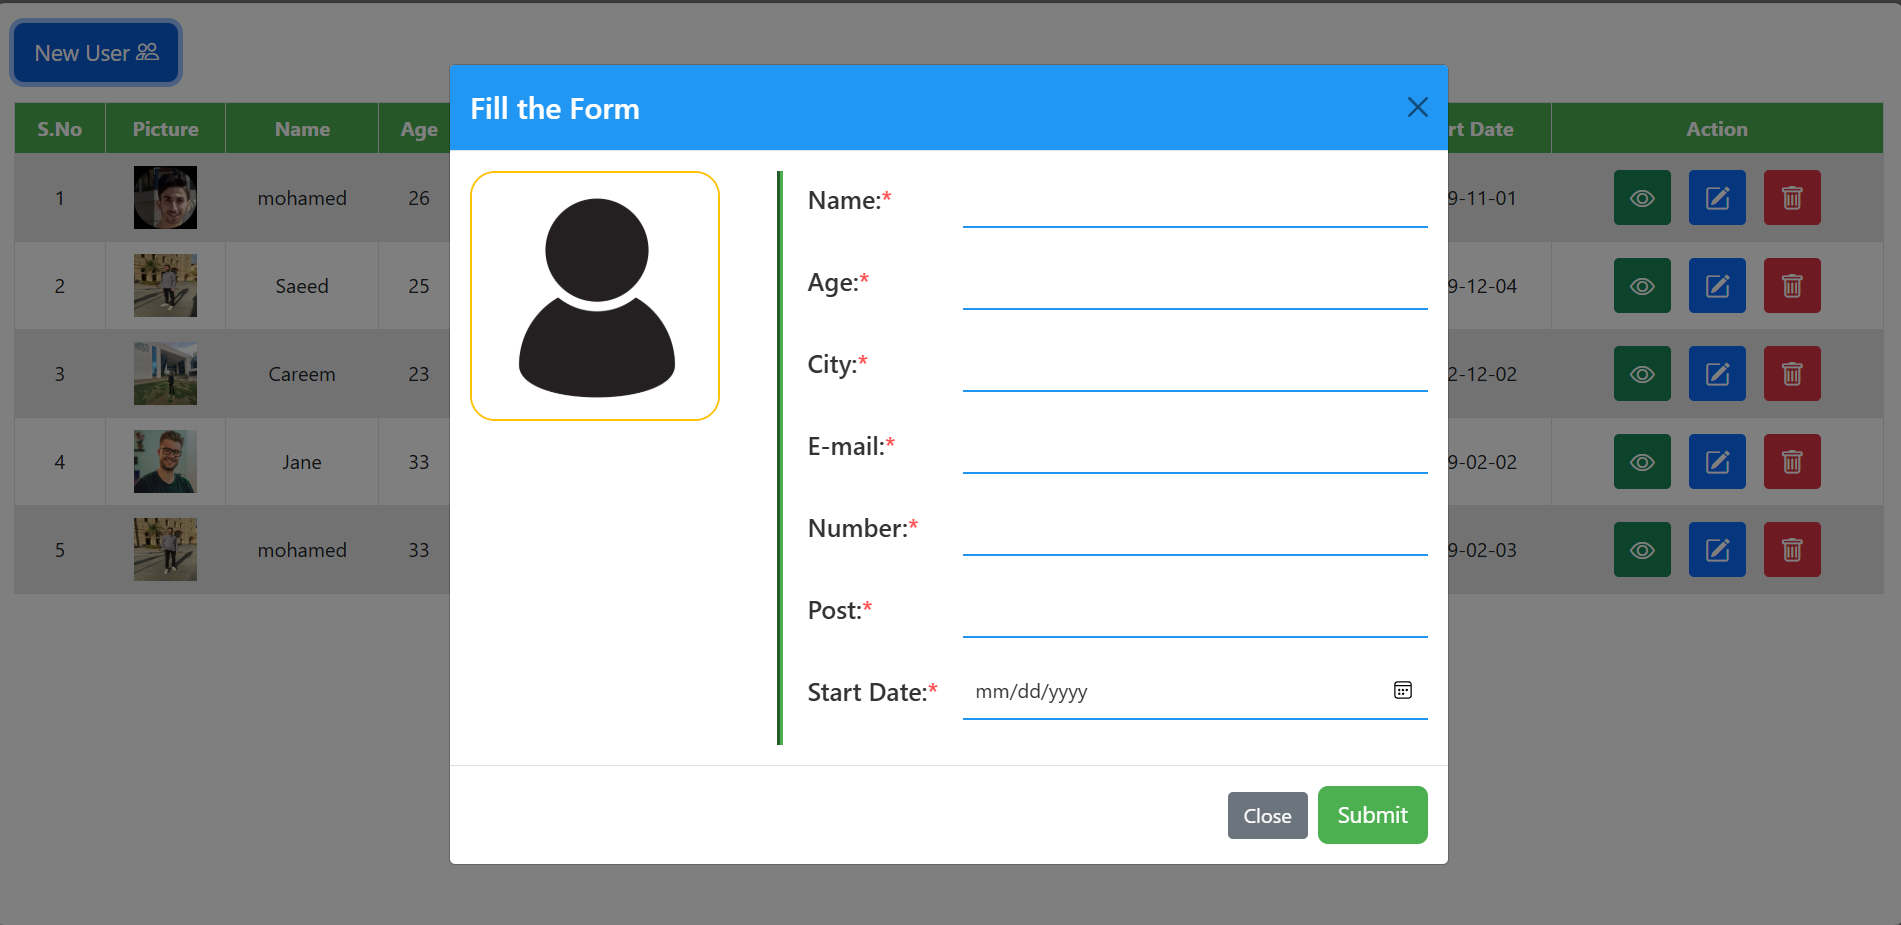 New User
Fill the Form
S.No Picture Name Age rt Date Action
1 mohamed 26 9-11-01
2 Saeed 25 9-12-04
3 Careem 23 2-12-02
4 Jane 33 9-02-02
5 mohamed 33 9-02-03
Name:*
Age:*
City:*
E-mail:*
Number:*
Post:*
Start Date:* mm/dd/yyyy
Close Submit